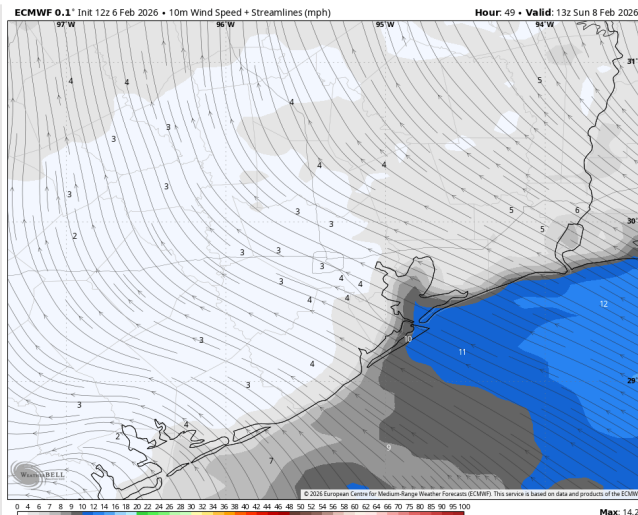 ECMWF 0.1° Init 12z 6 Feb 2026 • 10m Wind Speed + Streamlines (mph)
Hour: 49 • Valid: 13z Sun 8 Feb 2026
97°W 96°W 95°W 94°W
31°
4 4 5
4
3 3
4 4
3 3
3 5 6
30°
2 3 5
3 3
3
3 4 4
4 4
12
10
3 11
4
29°
3
3
4
2
9
7
WeatherBELL
© 2026 European Centre for Medium-Range Weather Forecasts (ECMWF). This service is based on data and products of the ECMWF
0 4 6 7 8 9 10 12 14 16 18 20 22 24 26 28 30 32 34 36 38 40 42 44 46 48 50 52 54 56 58 60 62 64 66 68 70 75 80 85 90 95 100
Max: 14.